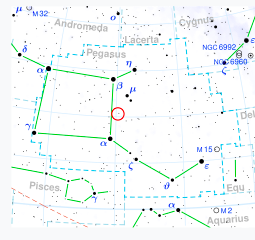 μ
M32
ο
Cygnus
Andromeda
Lacerta
ε
δ
Pegasus
NGC 6992
NGC 6960
ζ
α
η
β
μ
Del
γ
α
M15
ζ
ε
θ
Pisces
Equ
γ
α
M2
Aquarius